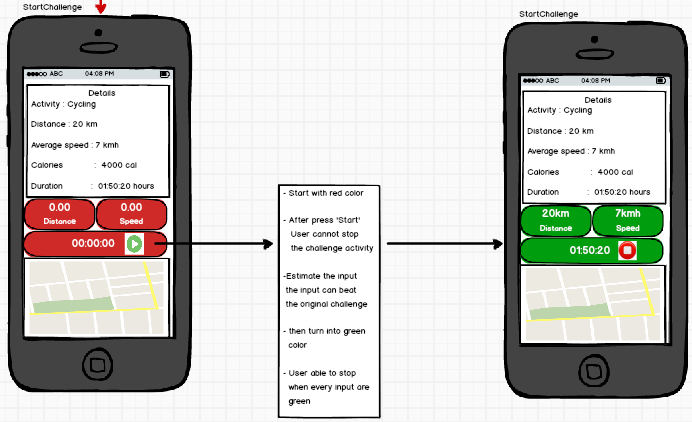 StartChallenge
ABC 04:08 PM
Details
Activity : Cycling
Distance : 20 km
Average speed : 7 kmh
Calories : 4000 cal
Duration : 01:50:20 hours
0.00 0.00
Distance Speed
00:00:00
- Start with red color
- After press 'Start'
User cannot stop
the challenge activity
-Estimate the input
the input can beat
the original challenge
- then turn into green
color
- User able to stop
when every input are
green
StartChallenge
ABC 04:08 PM
Details
Activity : Cycling
Distance : 20 km
Average speed : 7 kmh
Calories : 4000 cal
Duration : 01:50:20 hours
20km 7kmh
Distance Speed
01:50:20